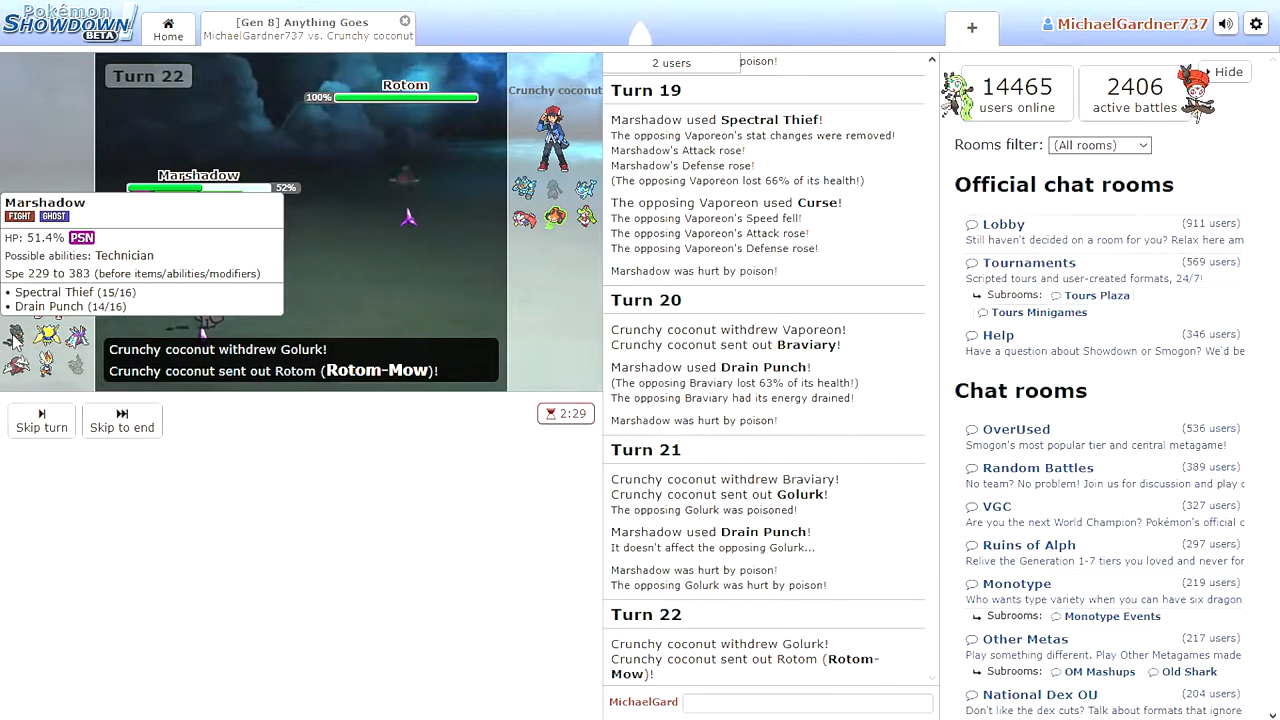 Pokémon
SHOWDOWN
BETA
Home
[Gen 8] Anything Goes
MichaelGardner737 vs. Crunchy coconut
+
MichaelGardner737
Turn 22
Rotom
100%
Marshadow
52%
Crunchy coconut
Marshadow
FIGHT GHOST
HP: 51.4% PSN
Possible abilities: Technician
Spe 229 to 383 (before items/abilities/modifiers)
• Spectral Thief (15/16)
• Drain Punch (14/16)
Crunchy coconut withdrew Golurk!
Crunchy coconut sent out Rotom (Rotom-Mow)!
Skip turn
Skip to end
2:29
2 users
poison!
Turn 19
Marshadow used Spectral Thief!
The opposing Vaporeon's stat changes were removed!
Marshadow's Attack rose!
Marshadow's Defense rose!
(The opposing Vaporeon lost 66% of its health!)
The opposing Vaporeon used Curse!
The opposing Vaporeon's Speed fell!
The opposing Vaporeon's Attack rose!
The opposing Vaporeon's Defense rose!
Marshadow was hurt by poison!
Turn 20
Crunchy coconut withdrew Vaporeon!
Crunchy coconut sent out Braviary!
Marshadow used Drain Punch!
(The opposing Braviary lost 63% of its health!)
The opposing Braviary had its energy drained!
Marshadow was hurt by poison!
Turn 21
Crunchy coconut withdrew Braviary!
Crunchy coconut sent out Golurk!
The opposing Golurk was poisoned!
Marshadow used Drain Punch!
It doesn't affect the opposing Golurk...
Marshadow was hurt by poison!
The opposing Golurk was hurt by poison!
Turn 22
Crunchy coconut withdrew Golurk!
Crunchy coconut sent out Rotom (Rotom-
Mow)!
MichaelGard
14465
users online
2406
active battles
Hide
Rooms filter: (All rooms)
Official chat rooms
Lobby (911 users)
Still haven't decided on a room for you? Relax here am
Tournaments (569 users)
Scripted tours and user-created formats, 24/7!
Subrooms: Tours Plaza
Tours Minigames
Help (346 users)
Have a question about Showdown or Smogon? We'd be
Chat rooms
OverUsed (536 users)
Smogon's most popular tier and central metagame!
Random Battles (389 users)
No team? No problem! Join us for discussion and play c
VGC (327 users)
Are you the next World Champion? Pokémon's official c
Ruins of Alph (297 users)
Relive the Generation 1-7 tiers you loved and never for
Monotype (219 users)
Who wants type variety when you can have six dragon
Subrooms: Monotype Events
Other Metas (217 users)
Play something different. Play Other Metagames made
Subrooms: OM Mashups Old Shark
National Dex OU (204 users)
Don't like the dex cuts? Talk about formats that ignore